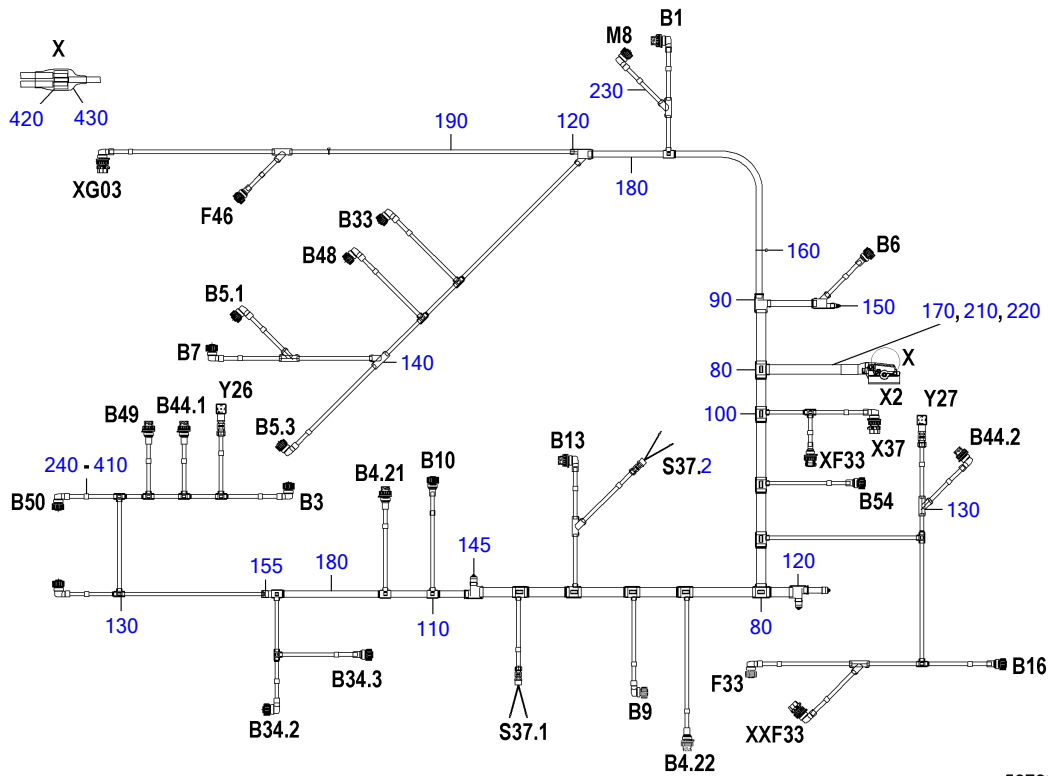 B1
M8
X
230
420 430
190 120
180
XG03
F46
B33
B48
160
B6
90
150
B5.1
170, 210, 220
B7
140
X
80
X2
Y26
Y27
B49 B44.1
100
B5.3
X37
B44.2
B13
XF33
240 - 410
B4.21 B10
S37.2
B50
B3
B54
130
145
155 180
120
130
110
80
B34.3
B16
F33
B34.2
S37.1
B9
XXF33
B4.22